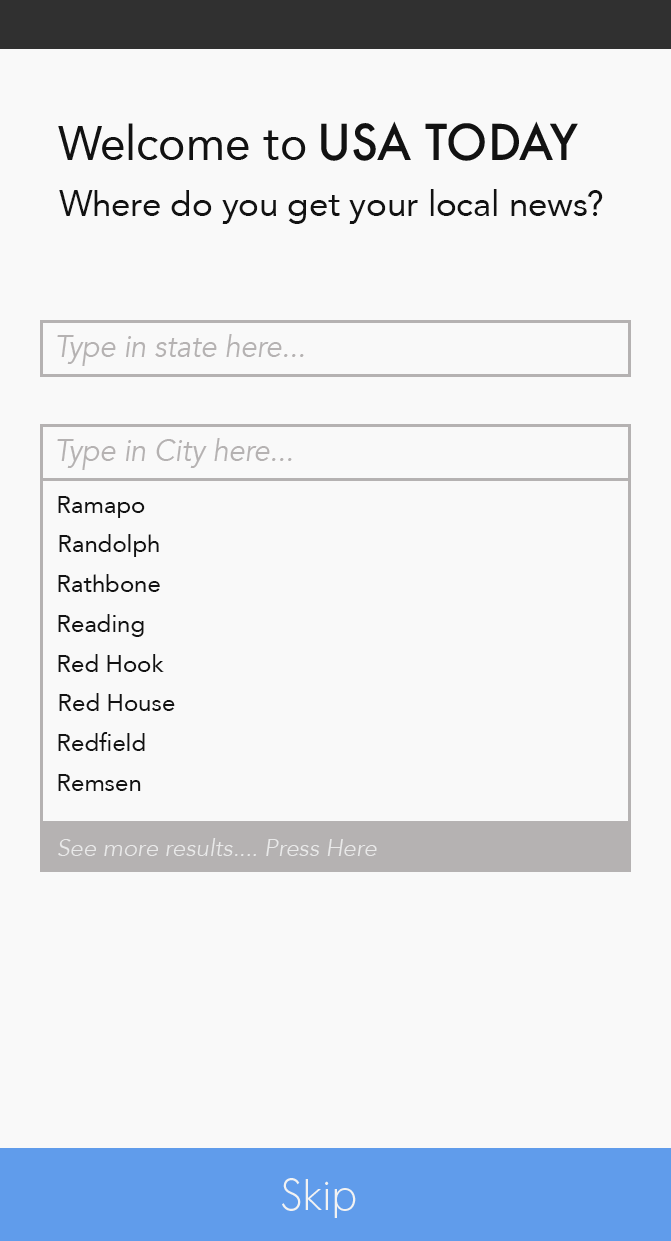 Welcome to USA TODAY
Where do you get your local news?
Type in state here...
Type in City here...
Ramapo
Randolph
Rathbone
Reading
Red Hook
Red House
Redfield
Remsen
See more results.... Press Here
Skip